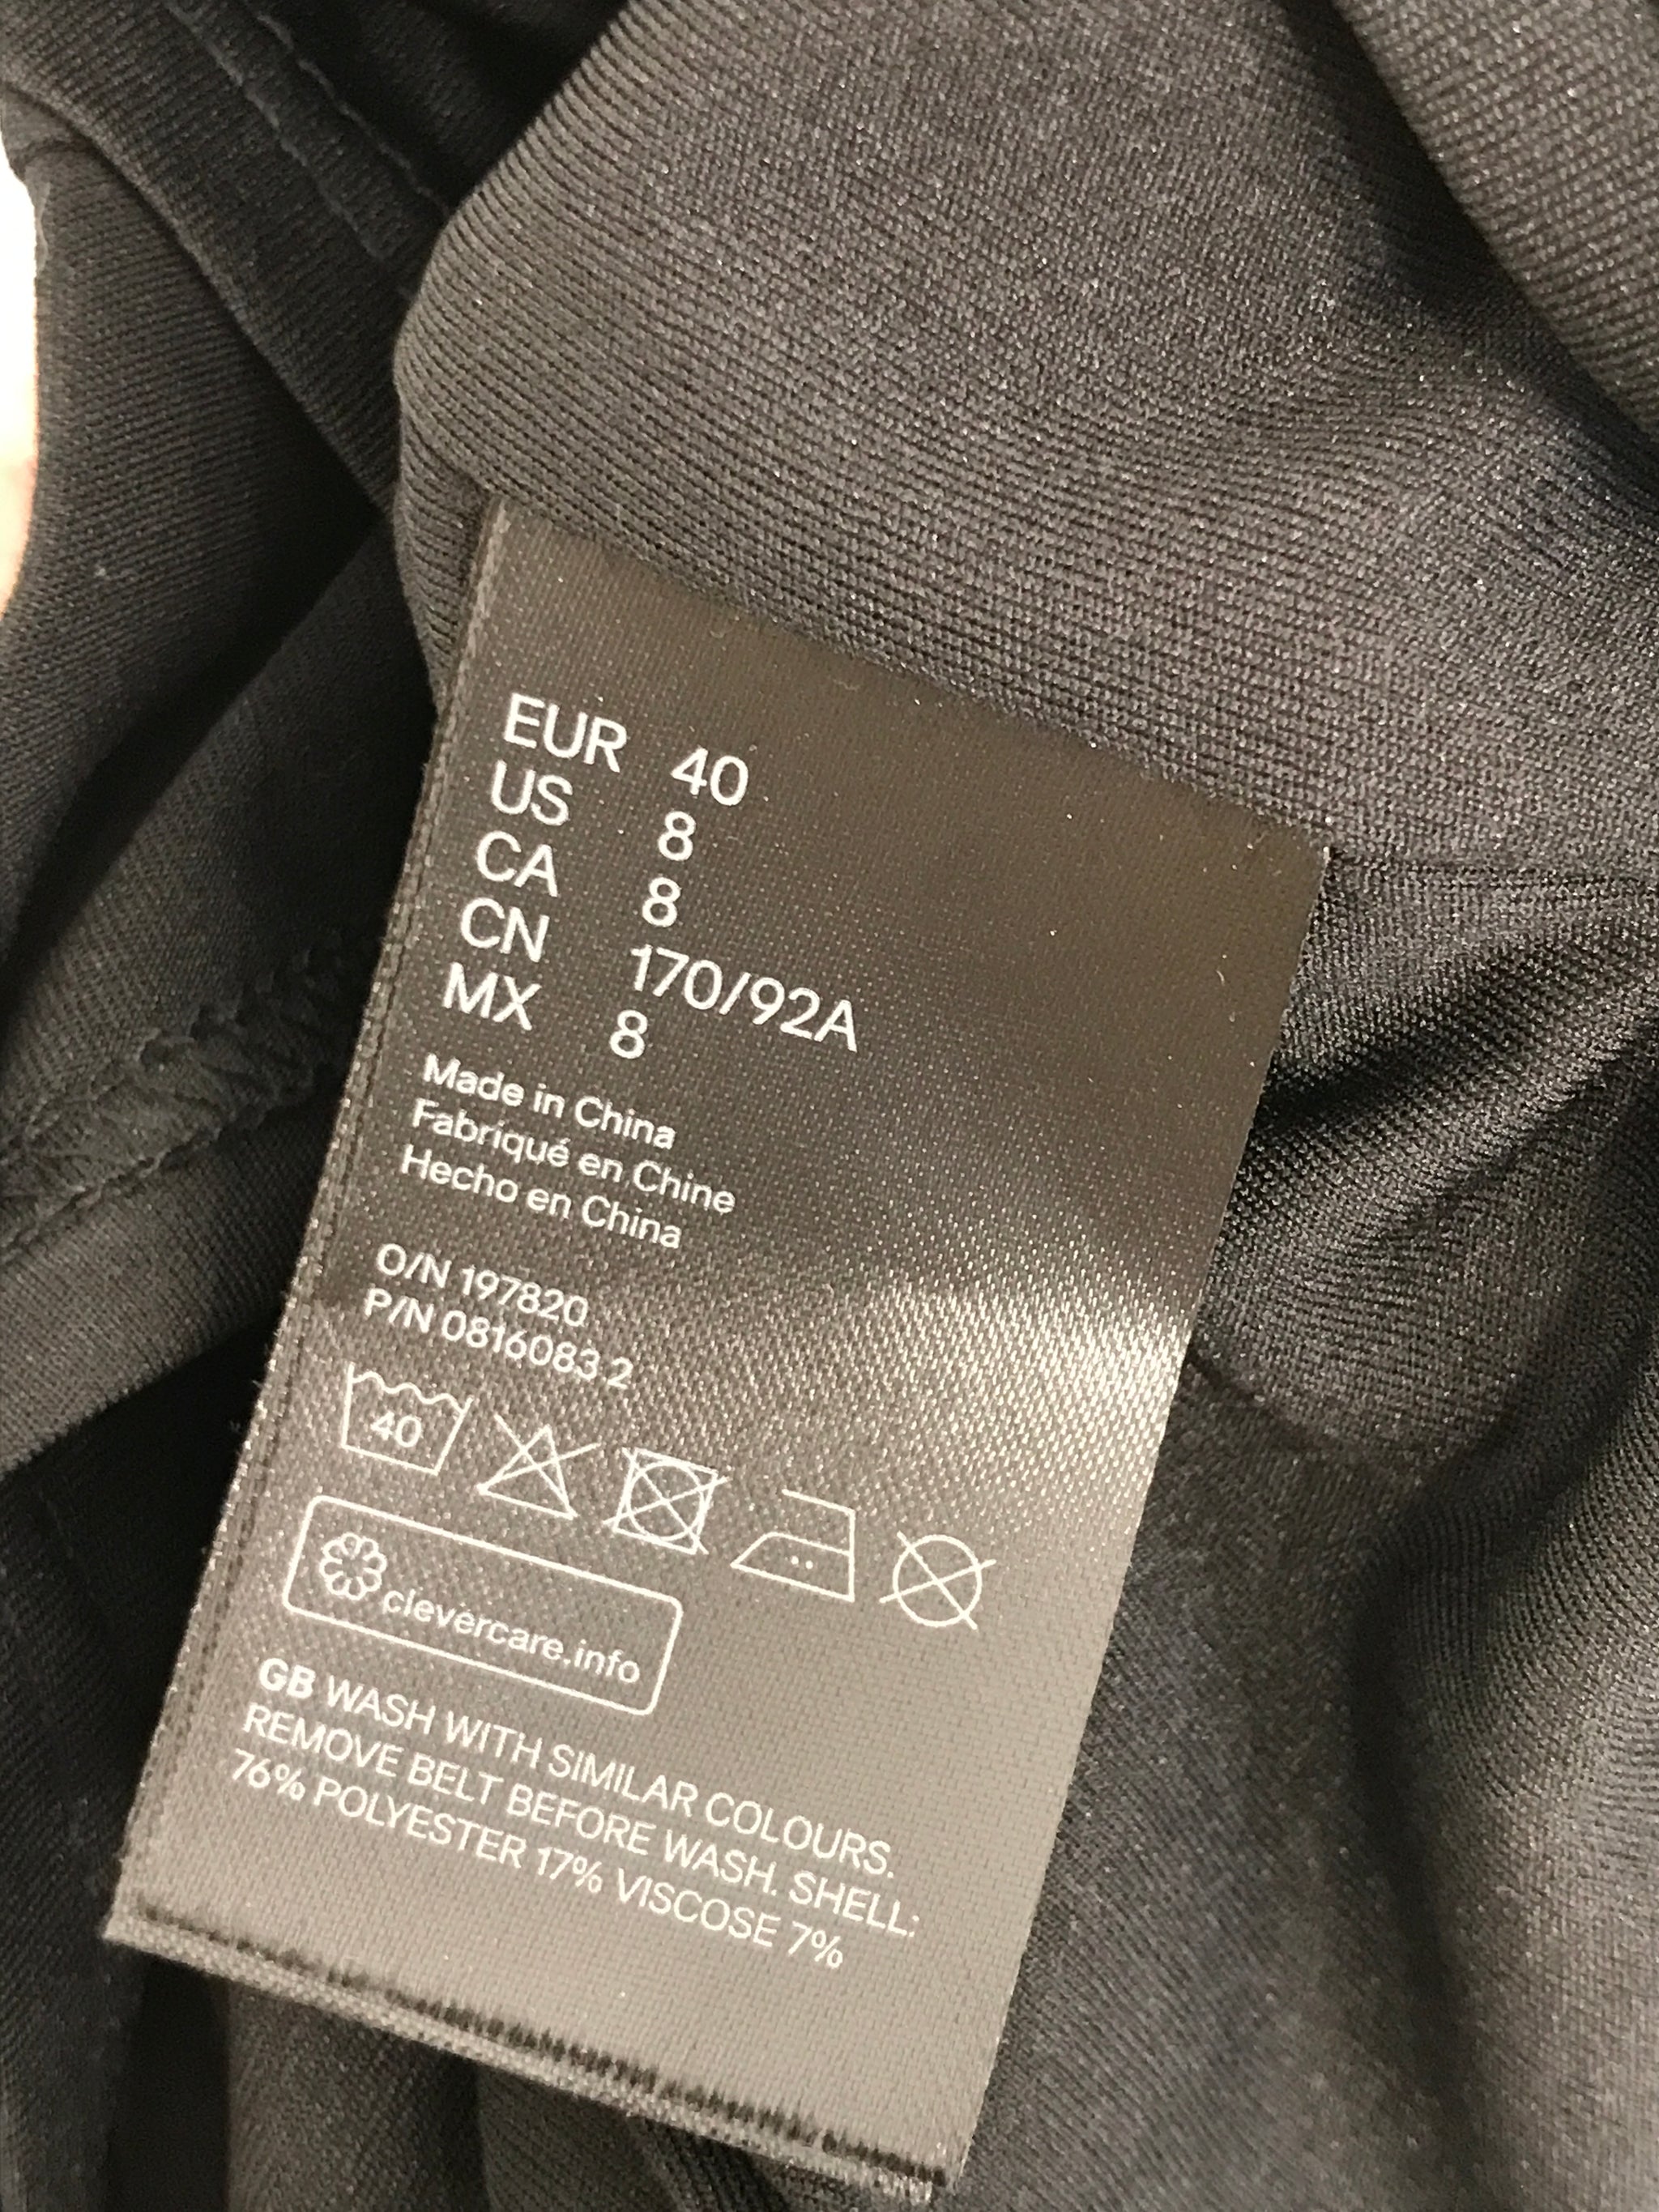 EUR 40
US 8
CA 8
CN 170/92A
MX 8
Made in China
Fabriqué en Chine
Hecho en China
O/N 197820
P/N 0816083.2
40
clevercare.info
GB WASH WITH SIMILAR COLOURS.
REMOVE BELT BEFORE WASH. SHELL:
76% POLYESTER 17% VISCOSE 7%